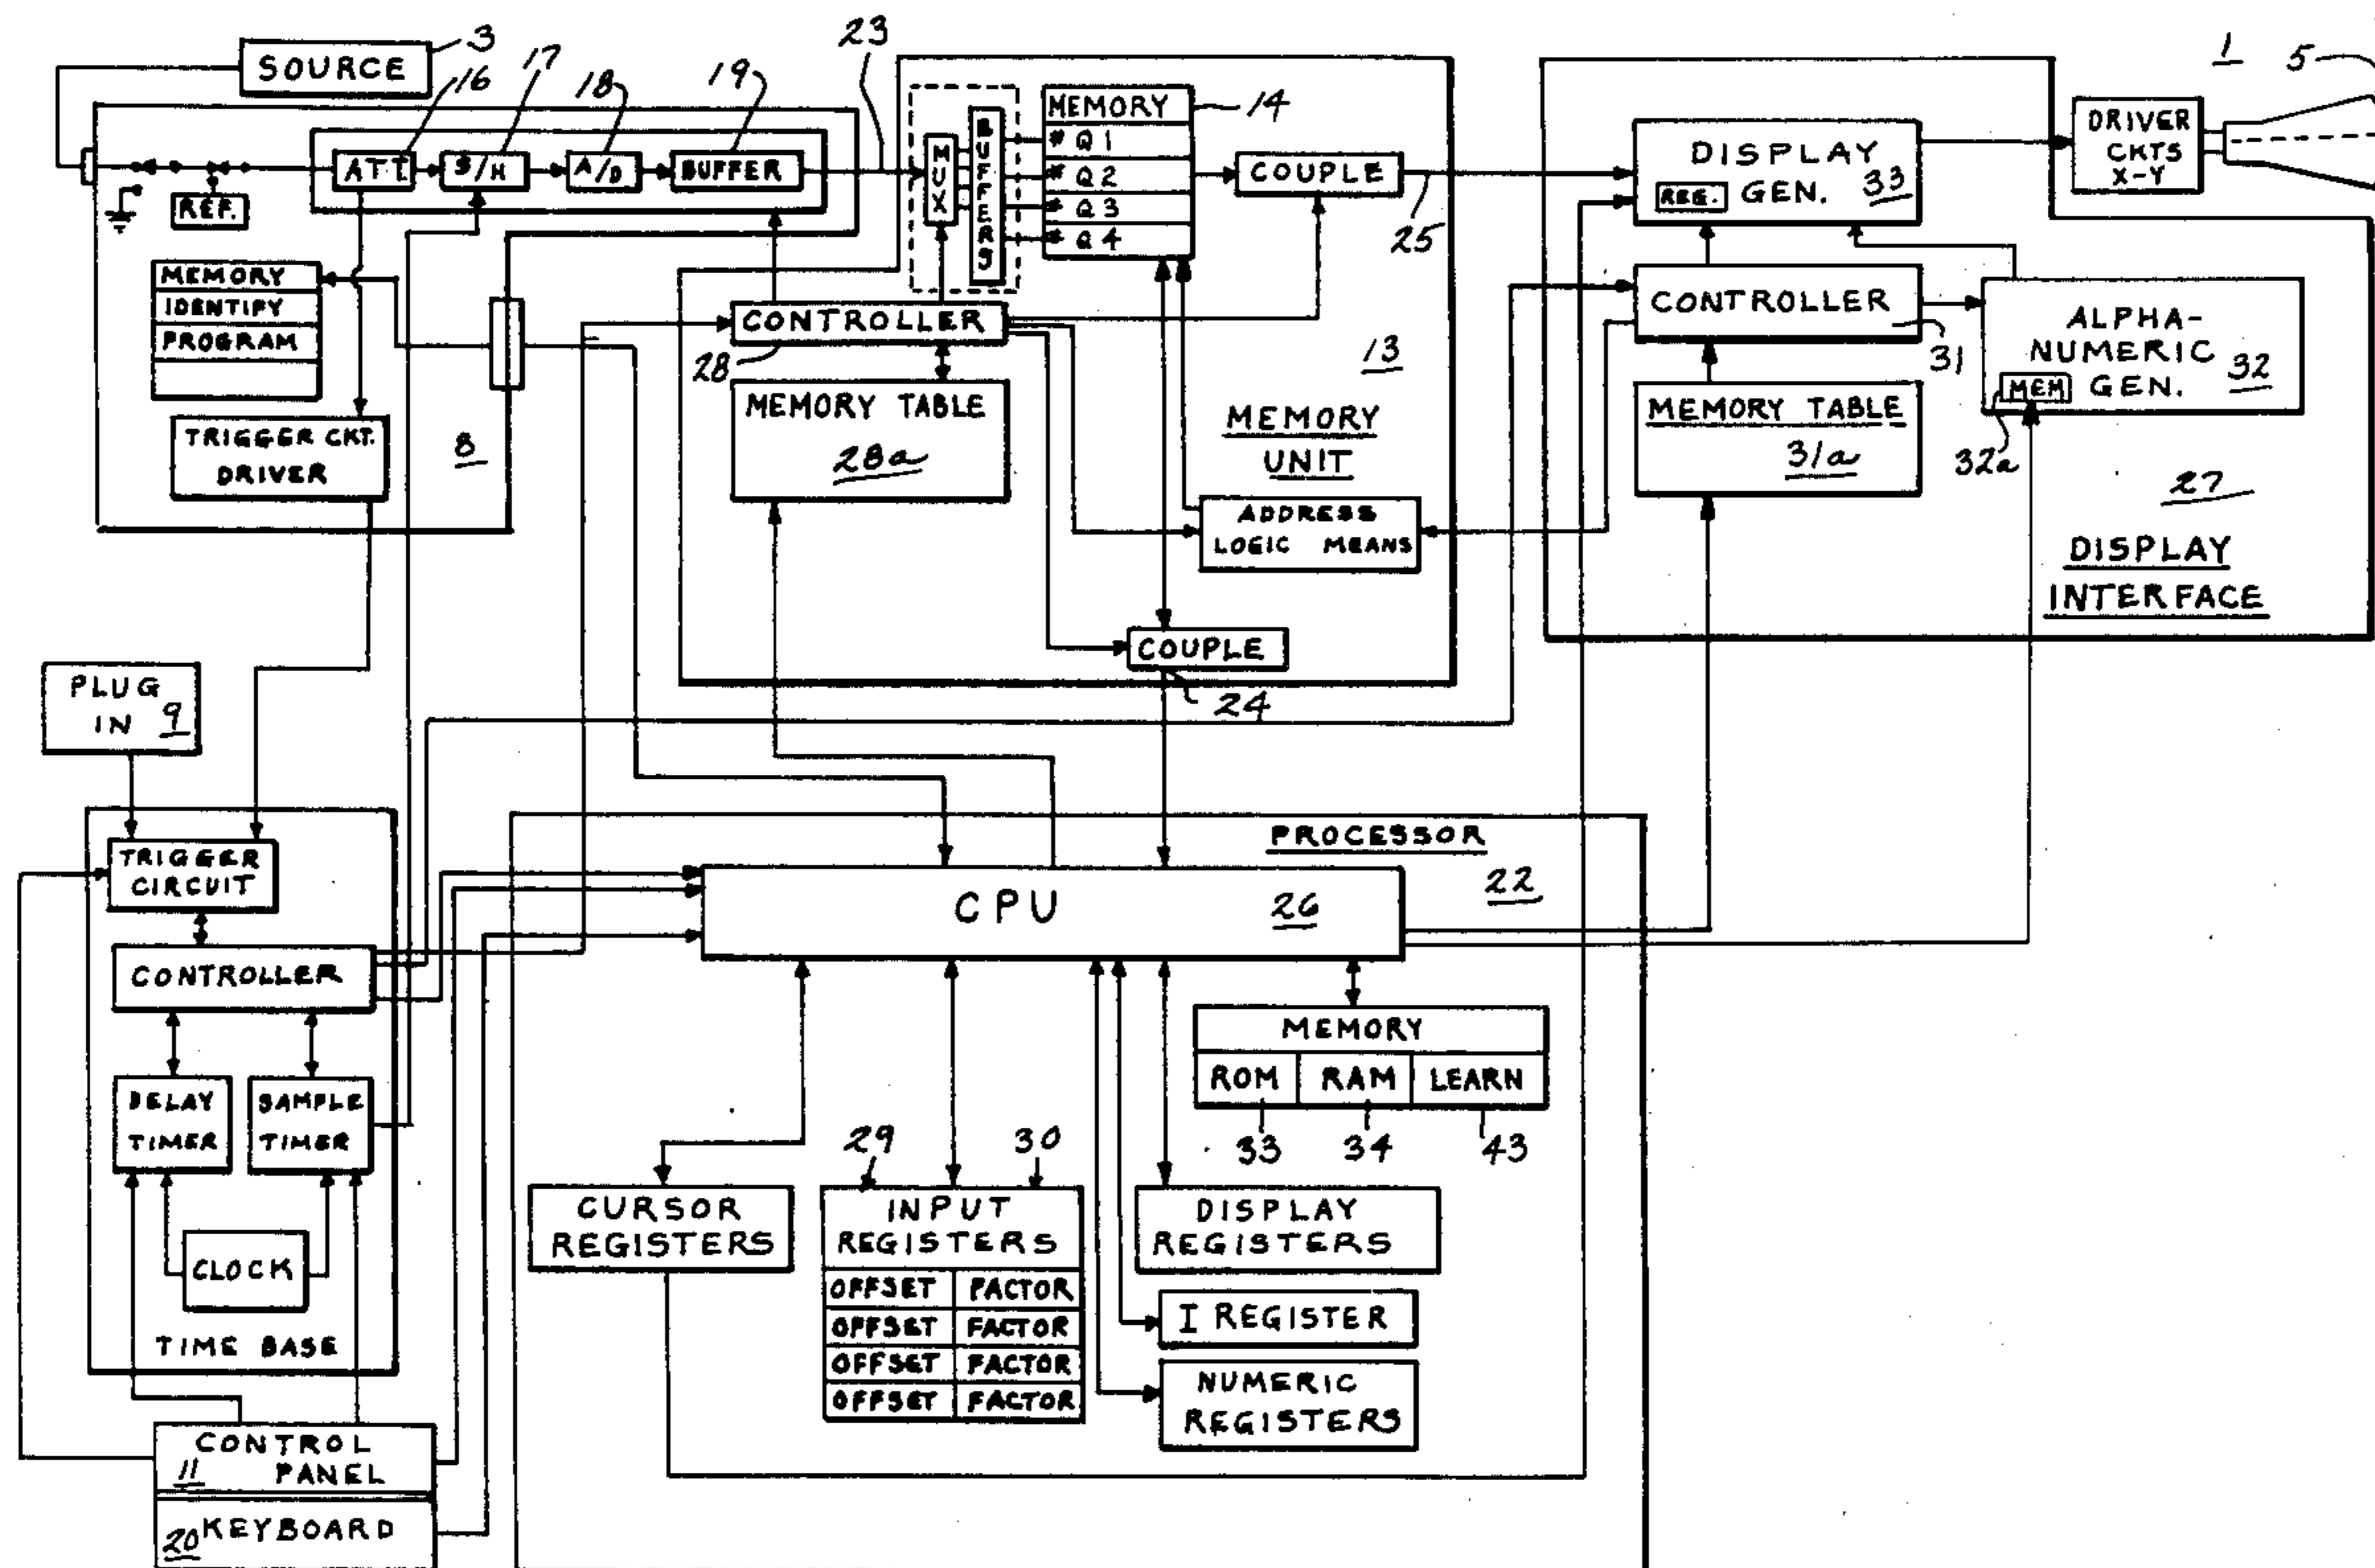 SOURCE
3
16
17
18
19
23
ATT.
S/H
A/D
BUFFER
REF.
MUX
BUFFERS
MEMORY
# Q1
# Q2
# Q3
# Q4
14
COUPLE
25
1
5
DISPLAY
REG. GEN. 33
DRIVER
CKTS
X-Y
MEMORY
IDENTIFY
PROGRAM
TRIGGER CKT.
DRIVER
8
CONTROLLER
28
MEMORY TABLE
28a
13
MEMORY
UNIT
ADDRESS
LOGIC MEANS
COUPLE
24
CONTROLLER
31
MEMORY TABLE
31a
ALPHA-
NUMERIC
GEN. 32
MEM
32a
27
DISPLAY
INTERFACE
PLUG
IN 9
TRIGGER
CIRCUIT
CONTROLLER
DELAY
TIMER
SAMPLE
TIMER
CLOCK
TIME BASE
CONTROL
11 PANEL
20 KEYBOARD
PROCESSOR
22
CPU 26
MEMORY
ROM RAM LEARN
33 34 43
29 30
CURSOR
REGISTERS
INPUT
REGISTERS
OFFSET FACTOR
OFFSET FACTOR
OFFSET FACTOR
OFFSET FACTOR
DISPLAY
REGISTERS
I REGISTER
NUMERIC
REGISTERS